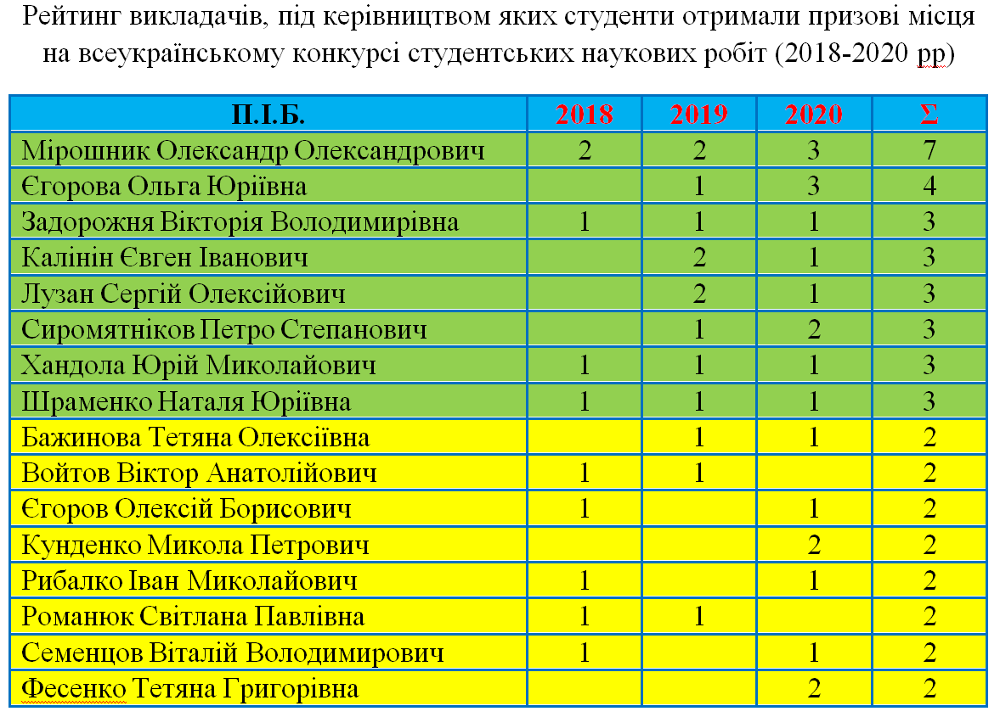 Рейтинг викладачів, під керівництвом яких студенти отримали призові місця
на всеукраїнському конкурсі студентських наукових робіт (2018-2020 рр)
П.І.Б. 2018 2019 2020 Σ
Мірошник Олександр Олександрович 2 2 3 7
Єгорова Ольга Юріївна 1 3 4
Задорожня Вікторія Володимирівна 1 1 1 3
Калінін Євген Іванович 2 1 3
Лузан Сергій Олексійович 2 1 3
Сиромятніков Петро Степанович 1 2 3
Хандола Юрій Миколайович 1 1 1 3
Шраменко Наталя Юріївна 1 1 1 3
Бажинова Тетяна Олексіївна 1 1 2
Войтов Віктор Анатолійович 1 1 2
Єгоров Олексій Борисович 1 1 2
Кунденко Микола Петрович 2 2
Рибалко Іван Миколайович 1 1 2
Романюк Світлана Павлівна 1 1 2
Семенцов Віталій Володимирович 1 1 2
Фесенко Тетяна Григорівна 2 2